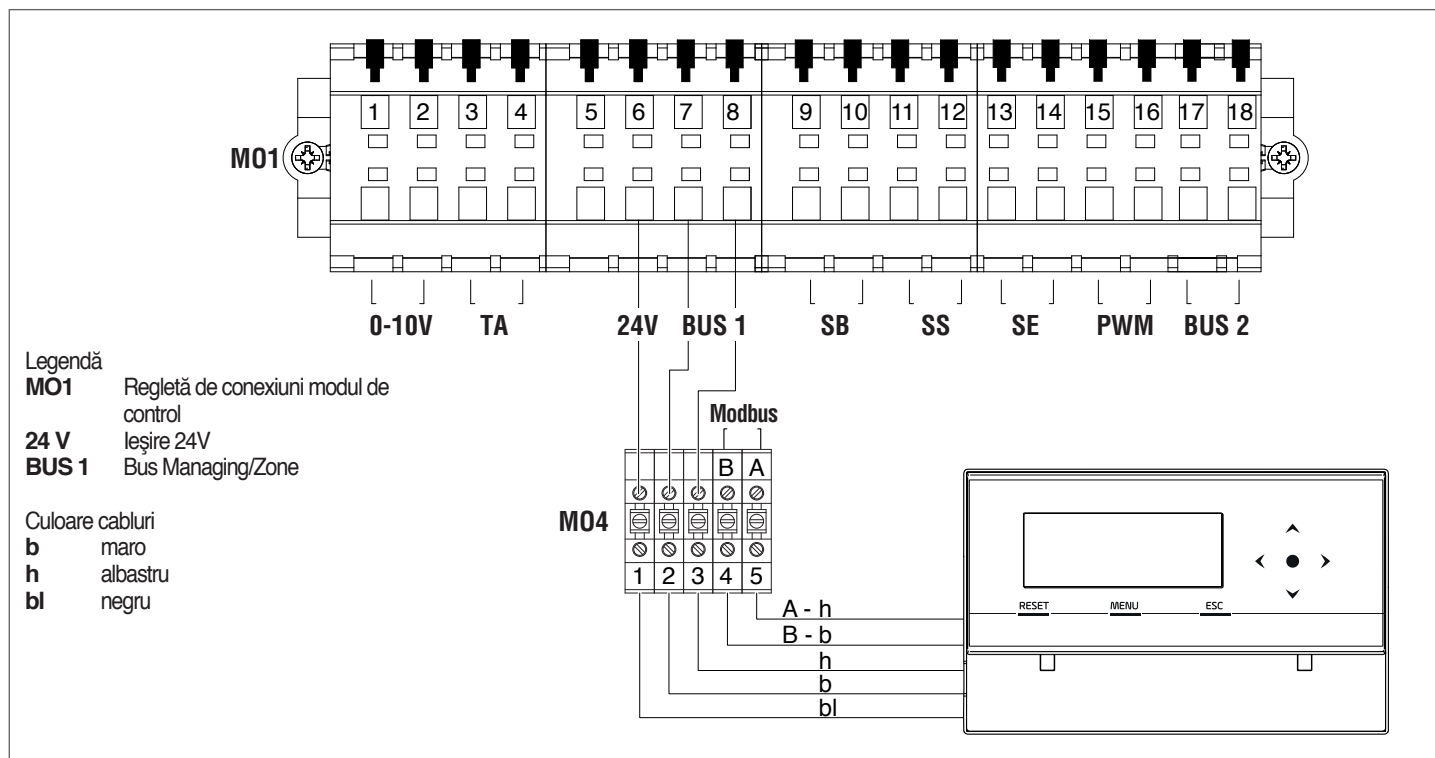 1 2 3 4 5 6 7 8 9 10 11 12 13 14 15 16 17 18
MO1
0-10V TA 24V BUS 1 SB SS SE PWM BUS 2
Legendă
MO1 Regletă de conexiuni modul de
control
24 V Ieşire 24V
BUS 1 Bus Managing/Zone
Culoare cabluri
b maro
h albastru
bl negru
Modbus
B A
MO4
1 2 3 4 5
A - h
B - b
h
b
bl
RESET MENU ESC